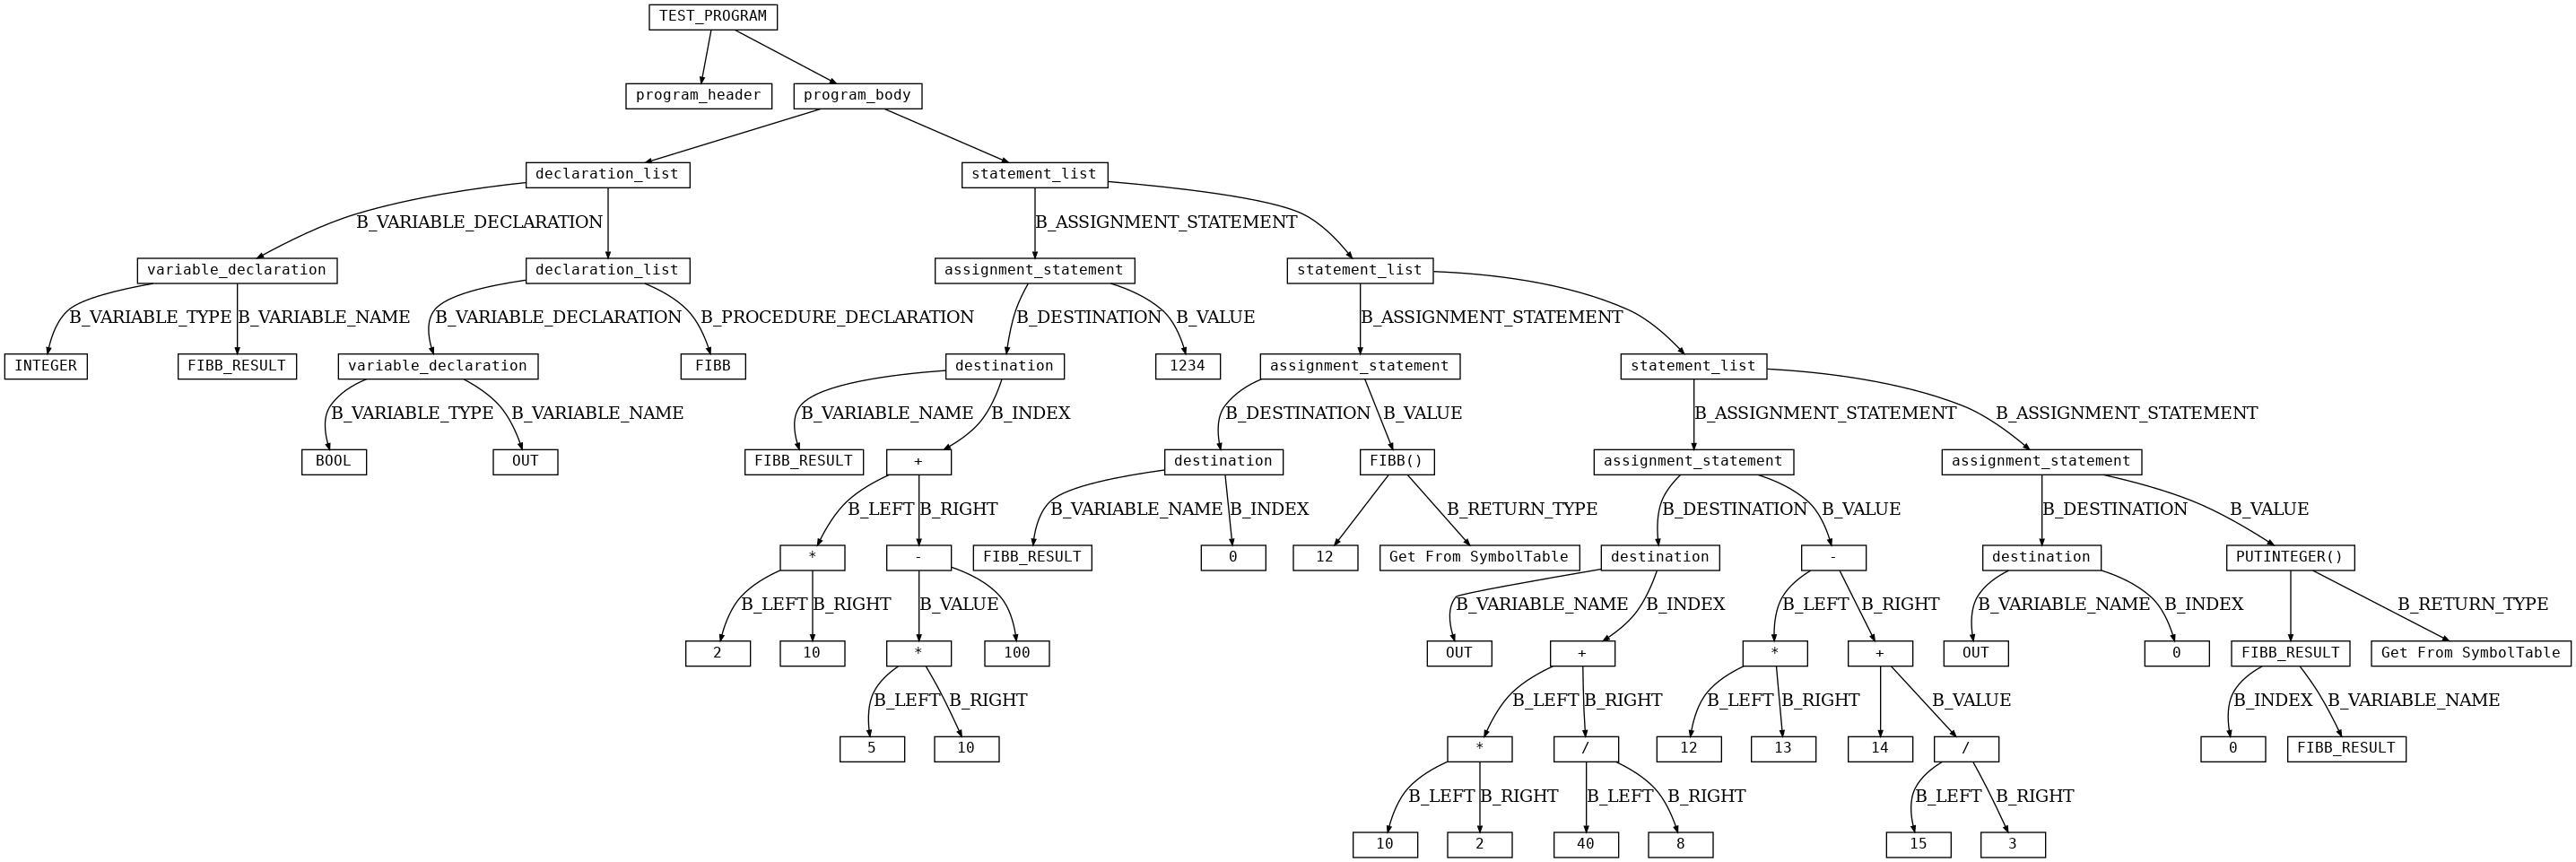 TEST_PROGRAM
program_header program_body
declaration_list statement_list
B_VARIABLE_DECLARATION B_ASSIGNMENT_STATEMENT
variable_declaration declaration_list assignment_statement statement_list
B_VARIABLE_TYPE B_VARIABLE_NAME B_VARIABLE_DECLARATION B_PROCEDURE_DECLARATION B_DESTINATION B_VALUE B_ASSIGNMENT_STATEMENT
INTEGER FIBB_RESULT variable_declaration FIBB destination 1234 assignment_statement statement_list
B_VARIABLE_TYPE B_VARIABLE_NAME B_VARIABLE_NAME B_INDEX B_DESTINATION B_VALUE B_ASSIGNMENT_STATEMENT B_ASSIGNMENT_STATEMENT
BOOL OUT FIBB_RESULT + destination FIBB() assignment_statement assignment_statement
B_LEFT B_RIGHT B_VARIABLE_NAME B_INDEX B_RETURN_TYPE B_DESTINATION B_VALUE B_DESTINATION B_VALUE
* - FIBB_RESULT 0 12 Get From SymbolTable destination - destination PUTINTEGER()
B_LEFT B_RIGHT B_VALUE B_VARIABLE_NAME B_INDEX B_LEFT B_RIGHT B_VARIABLE_NAME B_INDEX B_RETURN_TYPE
2 10 * 100 OUT + * + OUT 0 FIBB_RESULT Get From SymbolTable
B_LEFT B_RIGHT B_LEFT B_RIGHT B_LEFT B_RIGHT B_VALUE B_INDEX B_VARIABLE_NAME
5 10 * / 12 13 14 / 0 FIBB_RESULT
B_LEFT B_RIGHT B_LEFT B_RIGHT B_LEFT B_RIGHT
10 2 40 8 15 3